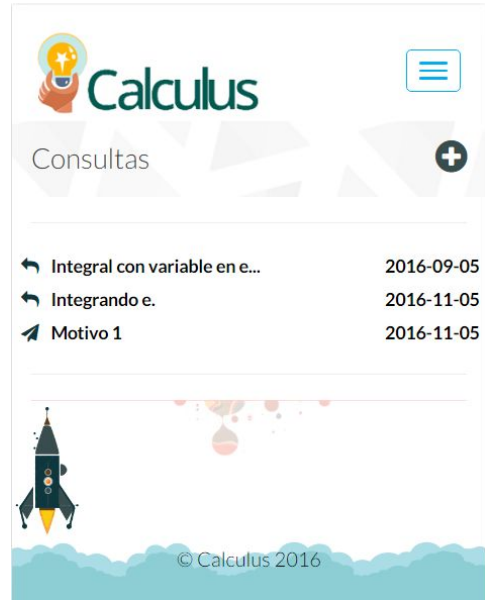 Calculus
Consultas
Integral con variable en e... 2016-09-05
Integrando e. 2016-11-05
Motivo 1 2016-11-05
© Calculus 2016